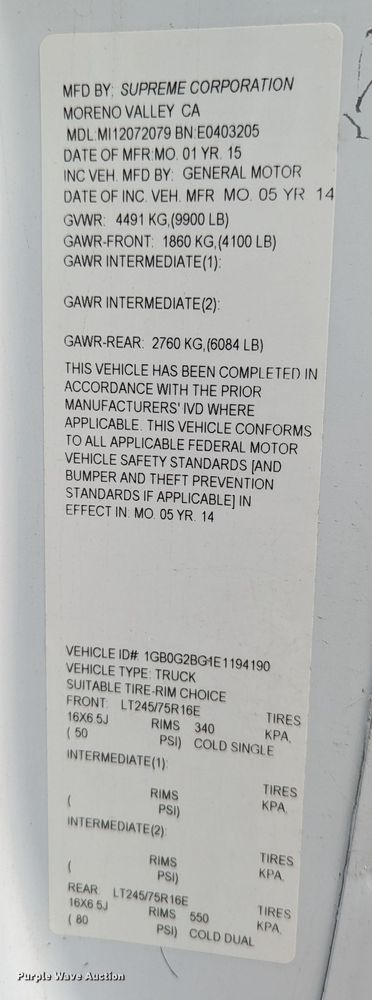 MFD BY: SUPREME CORPORATION
MORENO VALLEY CA
MDL:MI12072079 BN:E0403205
DATE OF MFR:MO. 01 YR. 15
INC VEH. MFD BY: GENERAL MOTOR
DATE OF INC. VEH. MFR MO. 05 YR 14
GVWR: 4491 KG,(9900 LB)
GAWR-FRONT: 1860 KG,(4100 LB)
GAWR INTERMEDIATE(1):
GAWR INTERMEDIATE(2):
GAWR-REAR: 2760 KG,(6084 LB)
THIS VEHICLE HAS BEEN COMPLETED IN
ACCORDANCE WITH THE PRIOR
MANUFACTURERS' IVD WHERE
APPLICABLE. THIS VEHICLE CONFORMS
TO ALL APPLICABLE FEDERAL MOTOR
VEHICLE SAFETY STANDARDS [AND
BUMPER AND THEFT PREVENTION
STANDARDS IF APPLICABLE] IN
EFFECT IN: MO. 05 YR. 14
VEHICLE ID#: 1GB0G2BG1E1194190
VEHICLE TYPE: TRUCK
SUITABLE TIRE-RIM CHOICE
FRONT: LT245/75R16E TIRES
16X6.5J RIMS 340 KPA,
( 50 PSI) COLD SINGLE
INTERMEDIATE(1): TIRES
RIMS KPA,
( PSI)
INTERMEDIATE(2): TIRES
RIMS KPA,
( PSI)
REAR: LT245/75R16E TIRES
16X6.5J RIMS 550 KPA,
( 80 PSI) COLD DUAL
Purple Wave Auction